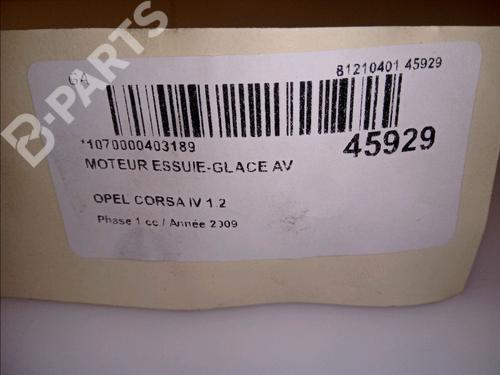 GA
81210401 45929
*1070000403189
45929
MOTEUR ESSUIE-GLACE AV
OPEL CORSA IV 1.2
Phase 1 cc / Année 2009
B-PARTS